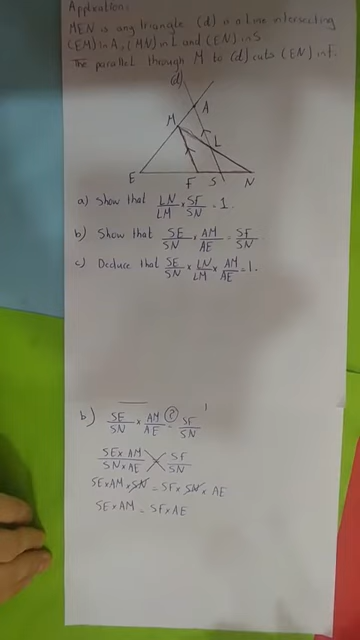 Application:
MEN is any triangle (d) is a line intersecting
(EM) in A, (MN) in L and (EN) in S
The parallel through M to (d) cuts (EN) in F.
(d)
A
M
L
E F S N
a) Show that LN/LM × SF/SN = 1.
b) Show that SE/SN × AM/AE = SF/SN
c) Deduce that SE/SN × LN/LM × AM/AE = 1.
b) SE/SN × AM/AE (?) = SF/SN
SE × AM / SN × AE SF/SN
SE × AM × SN = SF × SN × AE
SE × AM = SF × AE